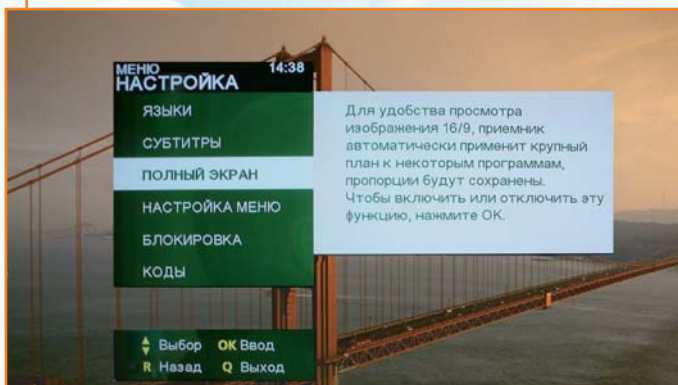 МЕНЮ 14:38
НАСТРОЙКА
ЯЗЫКИ
СУБТИТРЫ
ПОЛНЫЙ ЭКРАН
НАСТРОЙКА МЕНЮ
БЛОКИРОВКА
КОДЫ
Для удобства просмотра
изображения 16/9, приемник
автоматически применит крупный
план к некоторым программам,
пропорции будут сохранены.
Чтобы включить или отключить эту
функцию, нажмите OK.
Выбор OK Ввод
R Назад Q Выход